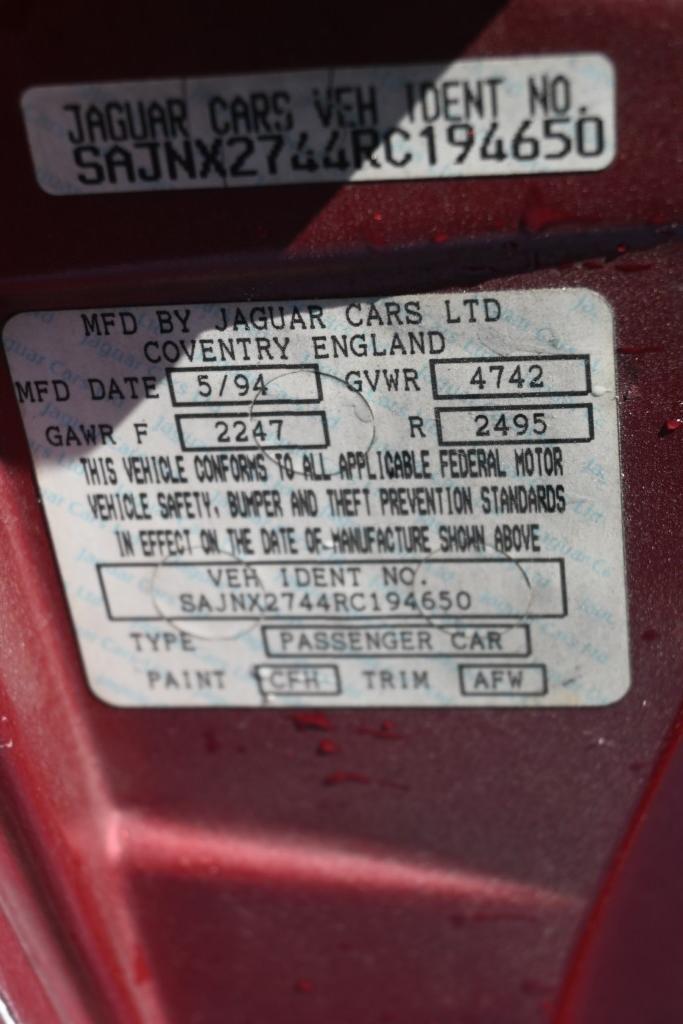 JAGUAR CARS VEH IDENT NO.
SAJNX2744RC194650
MFD BY JAGUAR CARS LTD
COVENTRY ENGLAND
MFD DATE 5/94 GVWR 4742
GAWR F 2247 R 2495
THIS VEHICLE CONFORMS TO ALL APPLICABLE FEDERAL MOTOR
VEHICLE SAFETY, BUMPER AND THEFT PREVENTION STANDARDS
IN EFFECT ON THE DATE OF MANUFACTURE SHOWN ABOVE
VEH IDENT NO.
SAJNX2744RC194650
TYPE PASSENGER CAR
PAINT CFH TRIM AFW